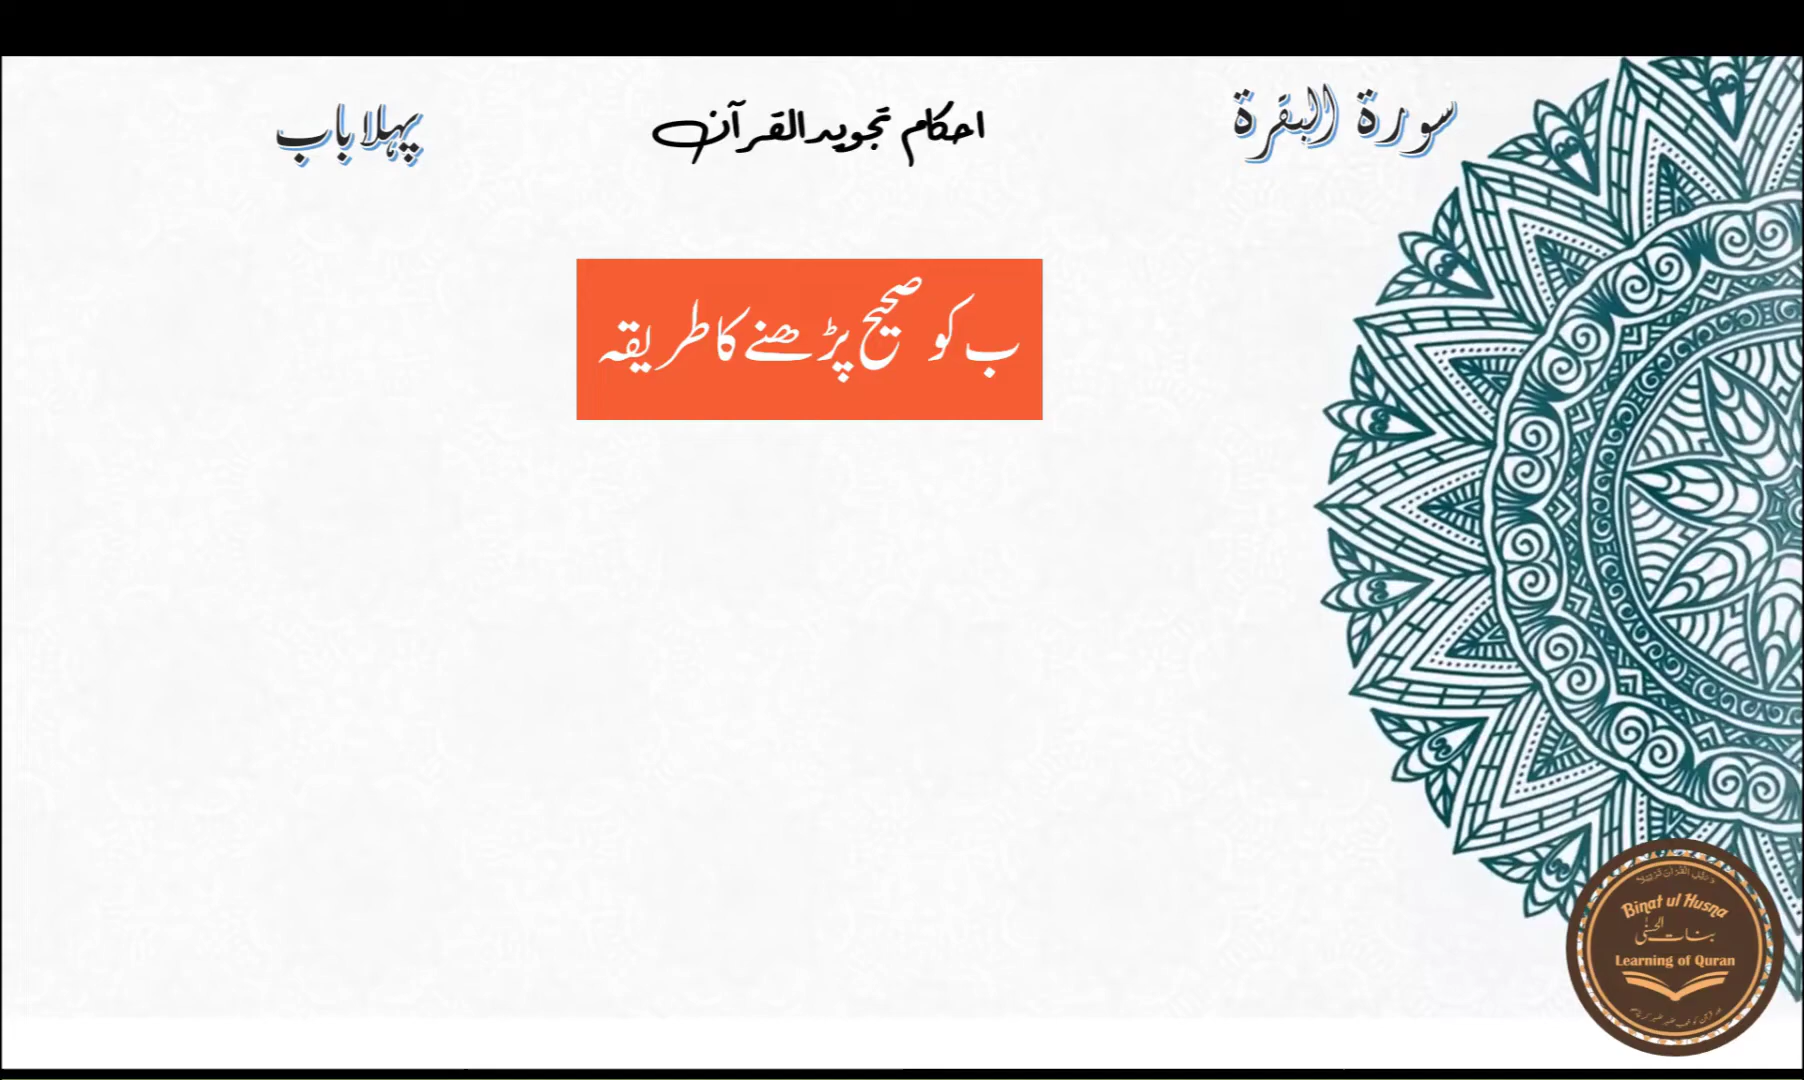 سورۃ البقرۃ
احکام تجوید القرآن
پہلا باب
ب کو صحیح پڑھنے کا طریقہ
Binat ul Husna
بنات الحسنٰی
Learning of Quran